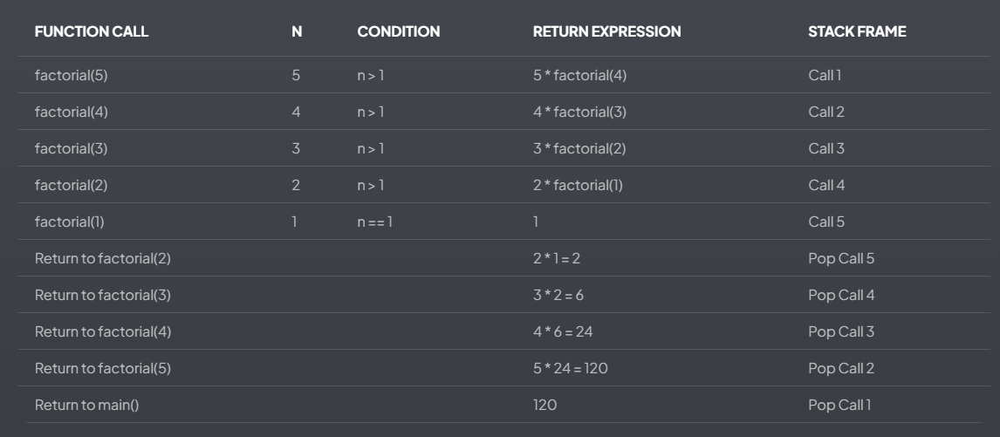 FUNCTION CALL N CONDITION RETURN EXPRESSION STACK FRAME
factorial(5) 5 n > 1 5 * factorial(4) Call 1
factorial(4) 4 n > 1 4 * factorial(3) Call 2
factorial(3) 3 n > 1 3 * factorial(2) Call 3
factorial(2) 2 n > 1 2 * factorial(1) Call 4
factorial(1) 1 n == 1 1 Call 5
Return to factorial(2) 2 * 1 = 2 Pop Call 5
Return to factorial(3) 3 * 2 = 6 Pop Call 4
Return to factorial(4) 4 * 6 = 24 Pop Call 3
Return to factorial(5) 5 * 24 = 120 Pop Call 2
Return to main() 120 Pop Call 1